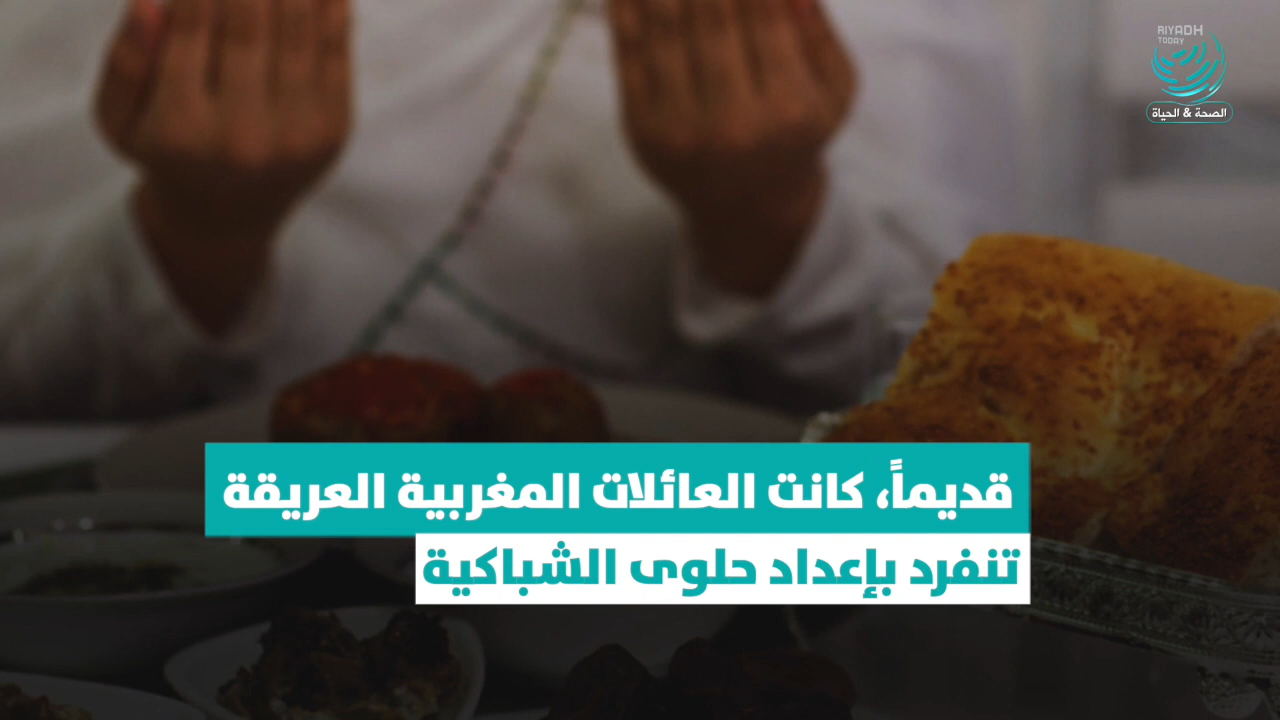 RIYADH
TODAY
الصحة & الحياة
قديماً، كانت العائلات المغربية العريقة
تنفرد بإعداد حلوى الشباكية